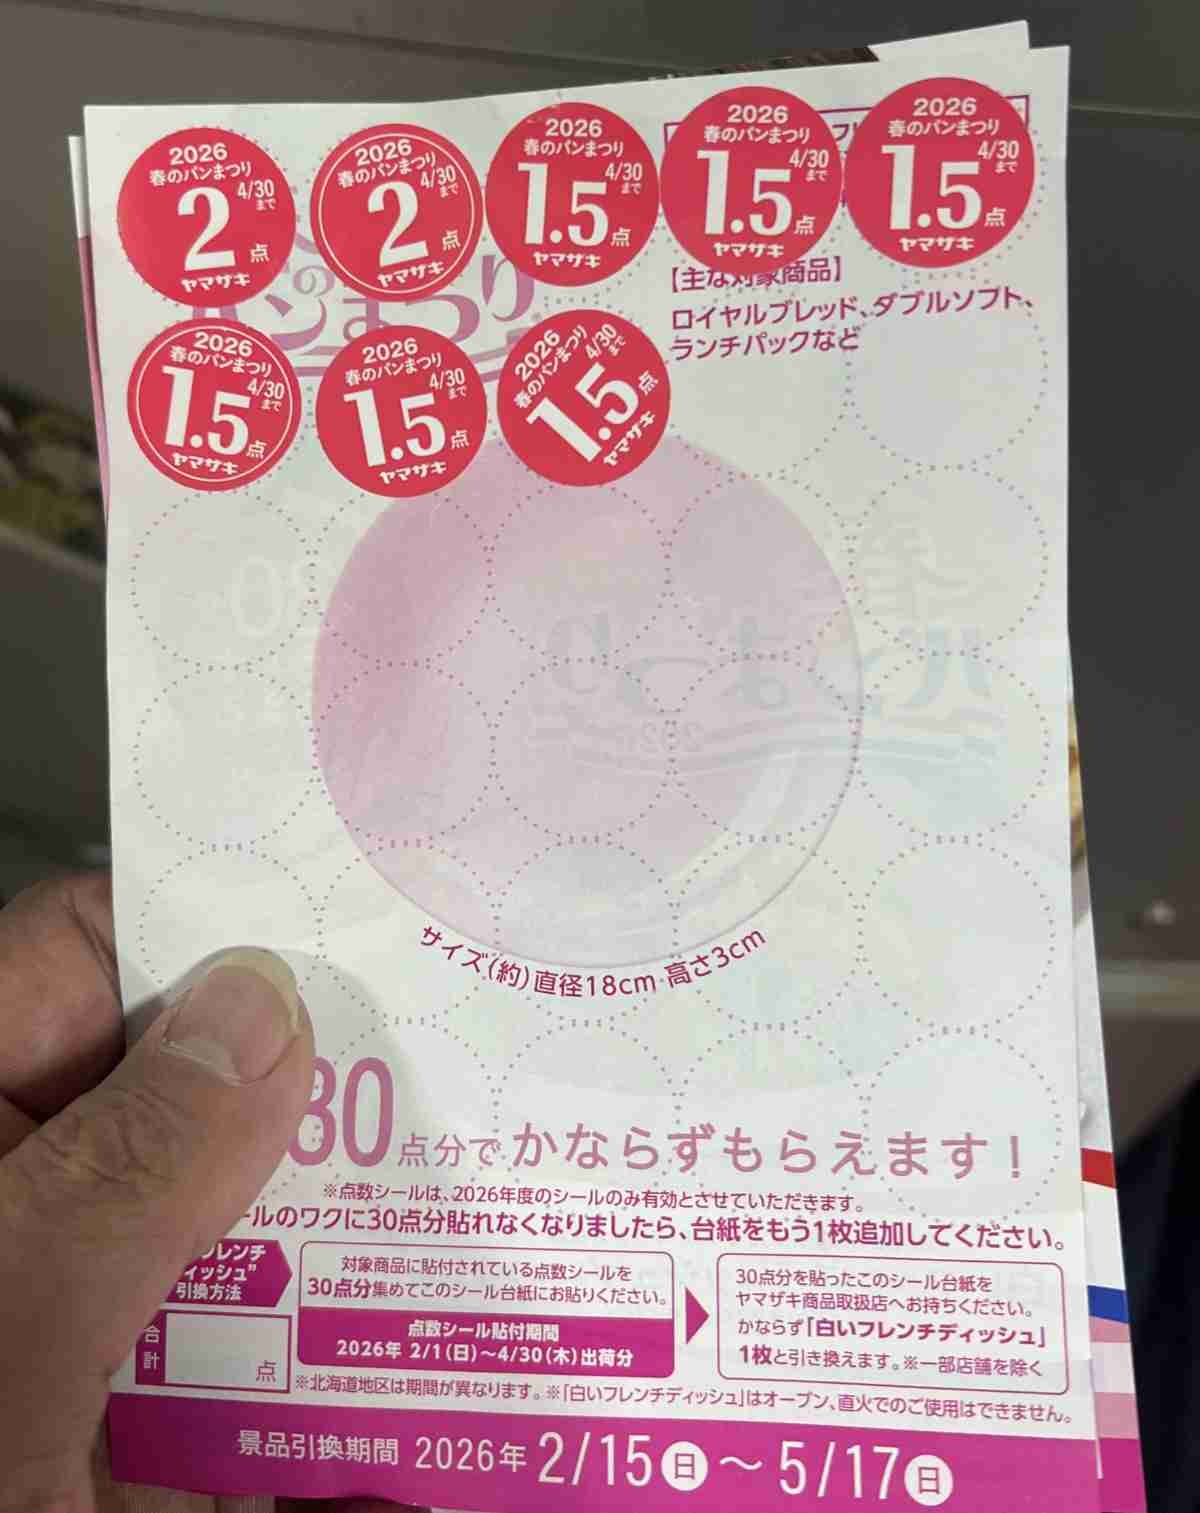 2026
春のパンまつり
2点
4/30まで
ヤマザキ
2026
春のパンまつり
2点
4/30まで
ヤマザキ
2026
春のパンまつり
1.5点
4/30まで
ヤマザキ
2026
春のパンまつり
1.5点
4/30まで
ヤマザキ
2026
春のパンまつり
1.5点
4/30まで
ヤマザキ
パンまつり
【主な対象商品】
ロイヤルブレッド、ダブルソフト、
ランチパックなど
2026
春のパンまつり
1.5点
4/30まで
ヤマザキ
2026
春のパンまつり
1.5点
4/30まで
ヤマザキ
2026
春のパンまつり
1.5点
4/30まで
ヤマザキ
サイズ(約)直径18cm 高さ3cm
30点分でかならずもらえます!
※点数シールは、2026年度のシールのみ有効とさせていただきます。
ールのワクに30点分貼れなくなりましたら、台紙をもう1枚追加してください。
フレンチ
ィッシュ”
引換方法
対象商品に貼付されている点数シールを
30点分集めてこのシール台紙にお貼りください。
点数シール貼付期間
2026年 2/1(日)～4/30(木)出荷分
30点分を貼ったこのシール台紙を
ヤマザキ商品取扱店へお持ちください。
かならず「白いフレンチディッシュ」
1枚と引き換えます。※一部店舗を除く
合計
点
※北海道地区は期間が異なります。※「白いフレンチディッシュ」はオーブン、直火でのご使用はできません。
景品引換期間 2026年 2/15(日)～5/17(日)